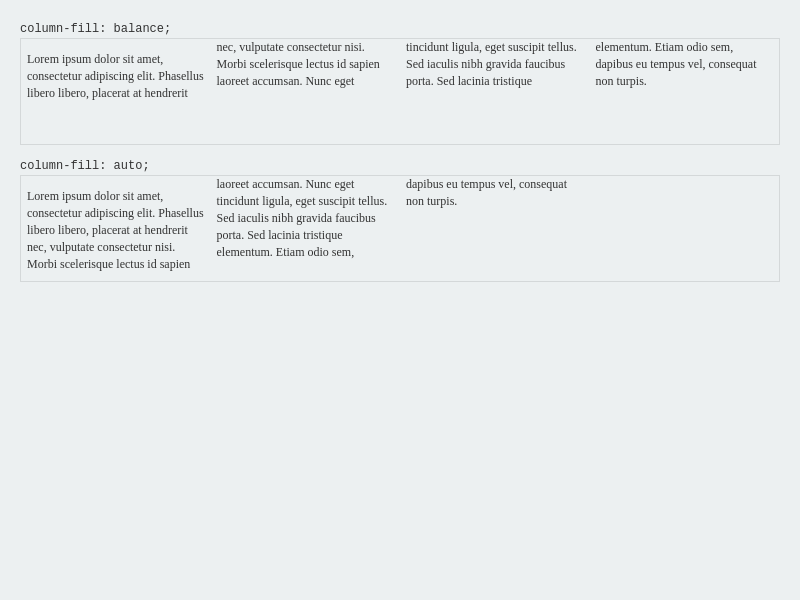 column-fill: balance;
Lorem ipsum dolor sit amet,
consectetur adipiscing elit. Phasellus
libero libero, placerat at hendrerit
nec, vulputate consectetur nisi.
Morbi scelerisque lectus id sapien
laoreet accumsan. Nunc eget
tincidunt ligula, eget suscipit tellus.
Sed iaculis nibh gravida faucibus
porta. Sed lacinia tristique
elementum. Etiam odio sem,
dapibus eu tempus vel, consequat
non turpis.
column-fill: auto;
Lorem ipsum dolor sit amet,
consectetur adipiscing elit. Phasellus
libero libero, placerat at hendrerit
nec, vulputate consectetur nisi.
Morbi scelerisque lectus id sapien
laoreet accumsan. Nunc eget
tincidunt ligula, eget suscipit tellus.
Sed iaculis nibh gravida faucibus
porta. Sed lacinia tristique
elementum. Etiam odio sem,
dapibus eu tempus vel, consequat
non turpis.